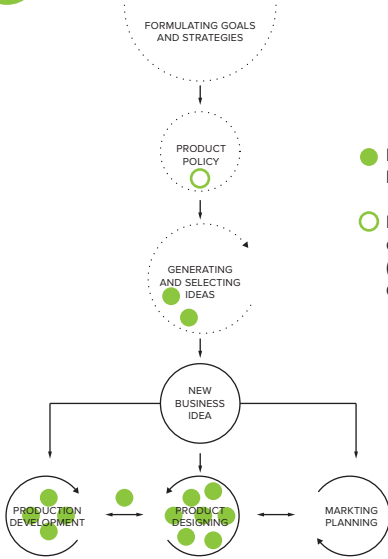 FORMULATING GOALS
AND STRATEGIES
PRODUCT
POLICY
GENERATING
AND SELECTING
IDEAS
NEW
BUSINESS
IDEA
PRODUCTION
DEVELOPMENT
PRODUCT
DESIGNING
MARKTING
PLANNING